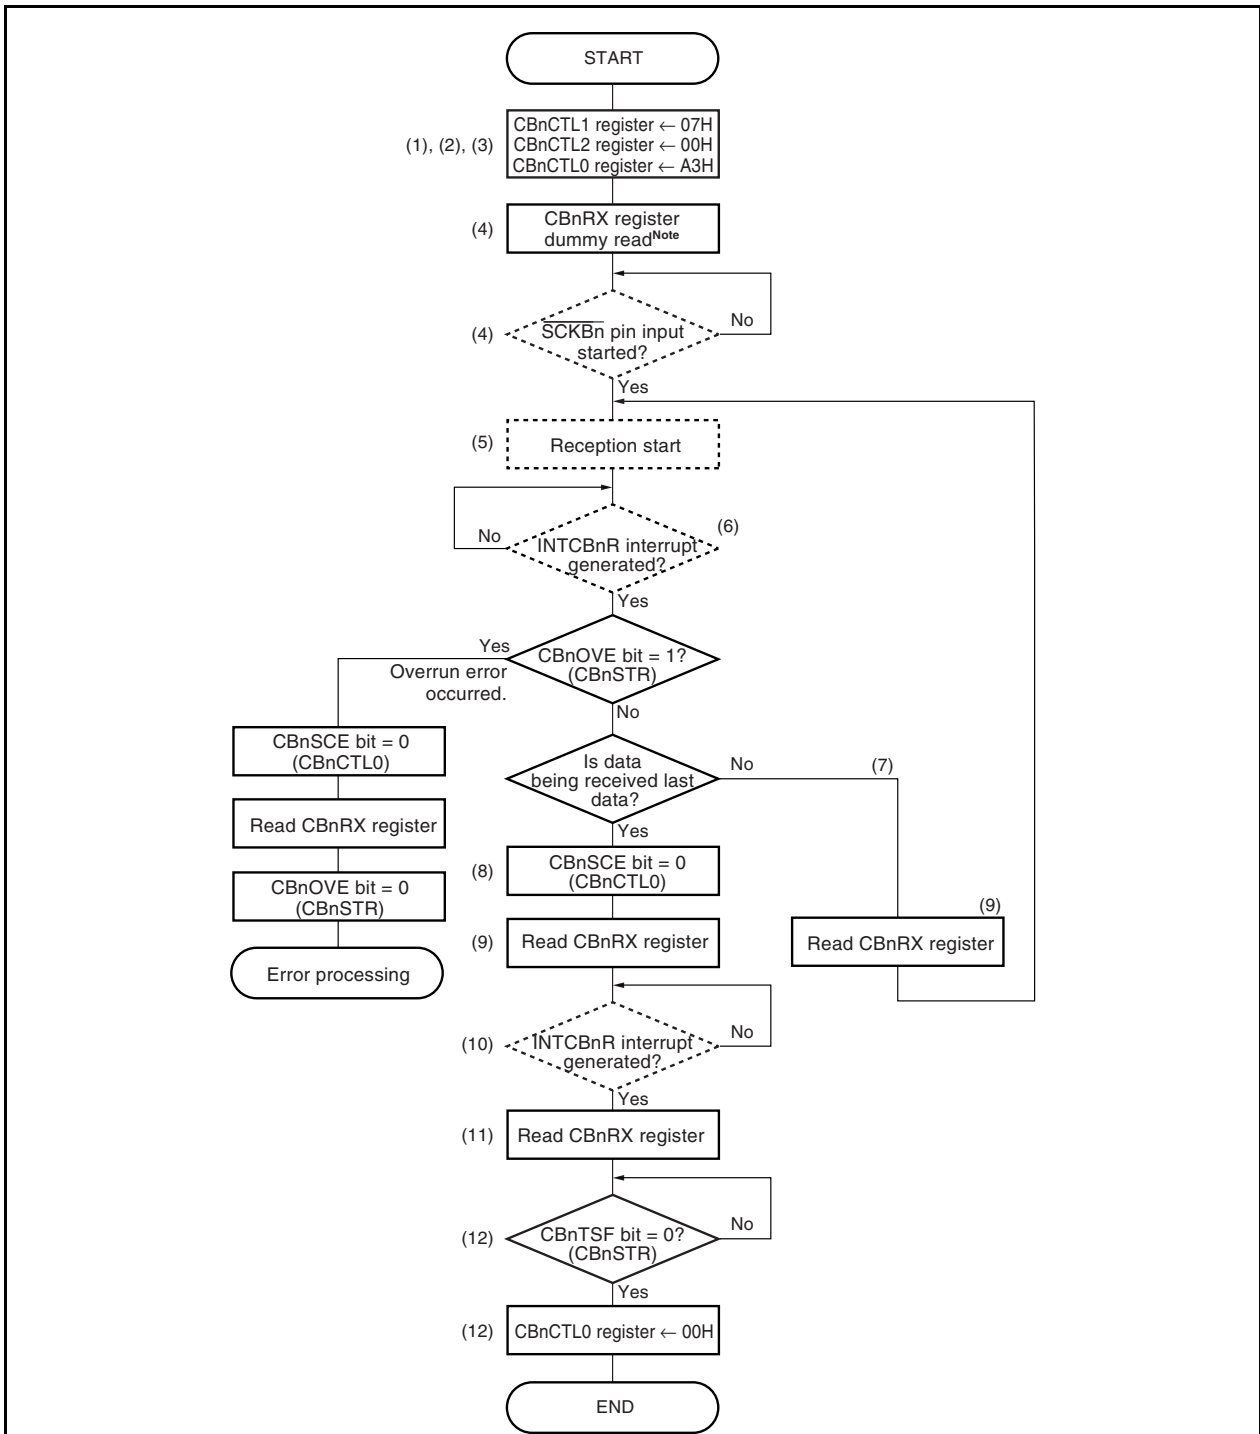 START
(1), (2), (3)
CBnCTL1 register ← 07H
CBnCTL2 register ← 00H
CBnCTL0 register ← A3H
(4)
CBnRX register
dummy readNote
(4)
SCKBn pin input
started?
No
Yes
(5)
Reception start
(6)
No
INTCBnR interrupt
generated?
Yes
Yes
CBnOVE bit = 1?
(CBnSTR)
Overrun error
occurred.
No
CBnSCE bit = 0
(CBnCTL0)
Is data
being received last
data?
No
(7)
Read CBnRX register
Yes
(8)
CBnSCE bit = 0
(CBnCTL0)
CBnOVE bit = 0
(CBnSTR)
(9)
Read CBnRX register
(9)
Read CBnRX register
Error processing
(10)
INTCBnR interrupt
generated?
No
Yes
(11)
Read CBnRX register
(12)
CBnTSF bit = 0?
(CBnSTR)
No
Yes
(12)
CBnCTL0 register ← 00H
END